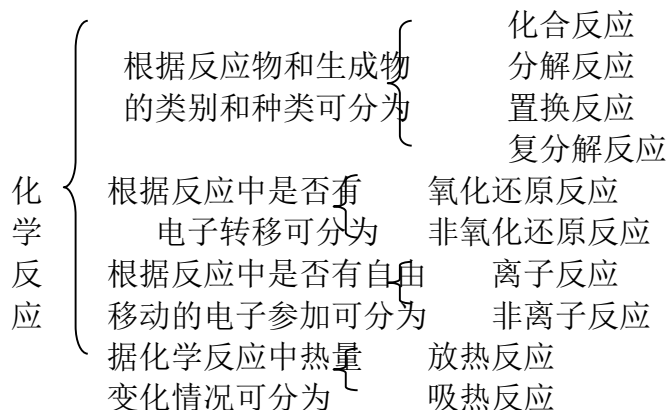 化合反应
根据反应物和生成物 分解反应
的类别和种类可分为 置换反应
复分解反应
化 根据反应中是否有 氧化还原反应
学 电子转移可分为 非氧化还原反应
反 根据反应中是否有自由 离子反应
应 移动的电子参加可分为 非离子反应
据化学反应中热量 放热反应
变化情况可分为 吸热反应